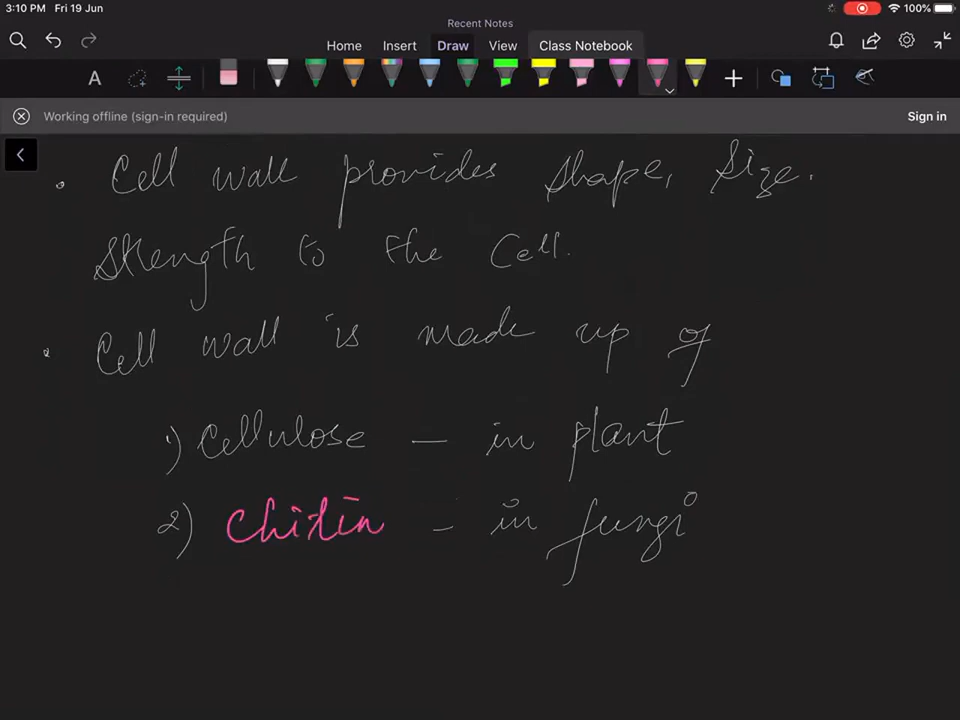 3:10 PM Fri 19 Jun
100%
Recent Notes
Home Insert Draw View Class Notebook
A
Working offline (sign-in required) Sign in
Cell wall provides shape, size.
strength to the cell.
Cell wall is made up of
1) Cellulose — in plant
2) Chitin - in fungi